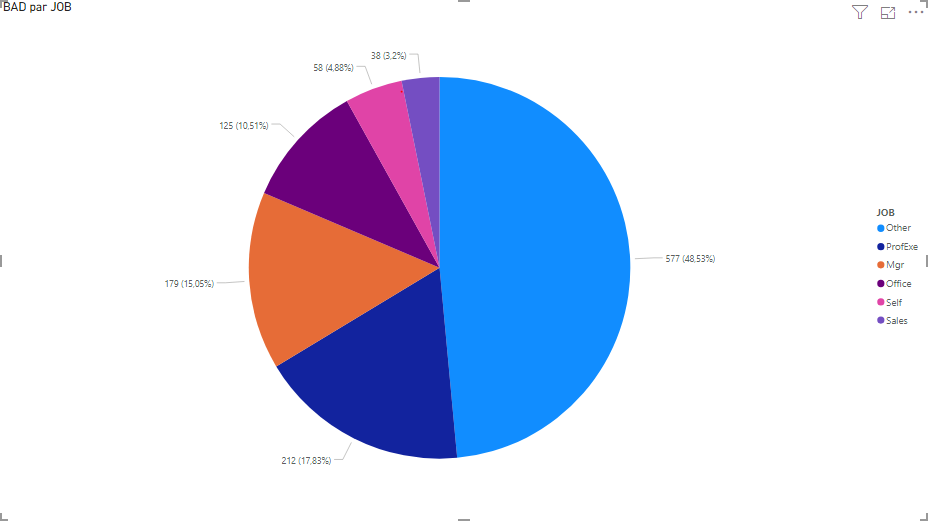 BAD par JOB
38 (3,2%)
58 (4,88%)
125 (10,51%)
179 (15,05%)
212 (17,83%)
577 (48,53%)
JOB
Other
ProfExe
Mgr
Office
Self
Sales